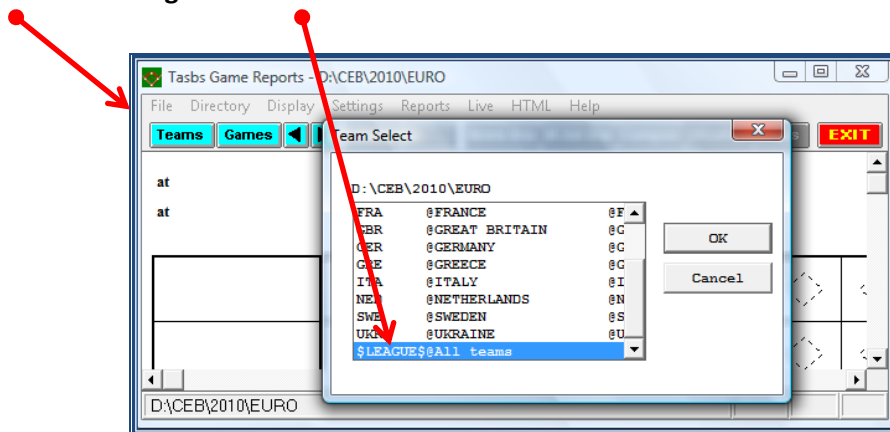 Tasbs Game Reports - D:\CEB\2010\EURO
File Directory Display Settings Reports Live HTML Help
Teams Games EXIT
Team Select
at
at
D:\CEB\2010\EURO
FRA @FRANCE @F
GBR @GREAT BRITAIN @G
GER @GERMANY @G
GRE @GREECE @G
ITA @ITALY @I
NED @NETHERLANDS @N
SWE @SWEDEN @S
UKR @UKRAINE @U
$LEAGUE$@All teams
OK
Cancel
D:\CEB\2010\EURO